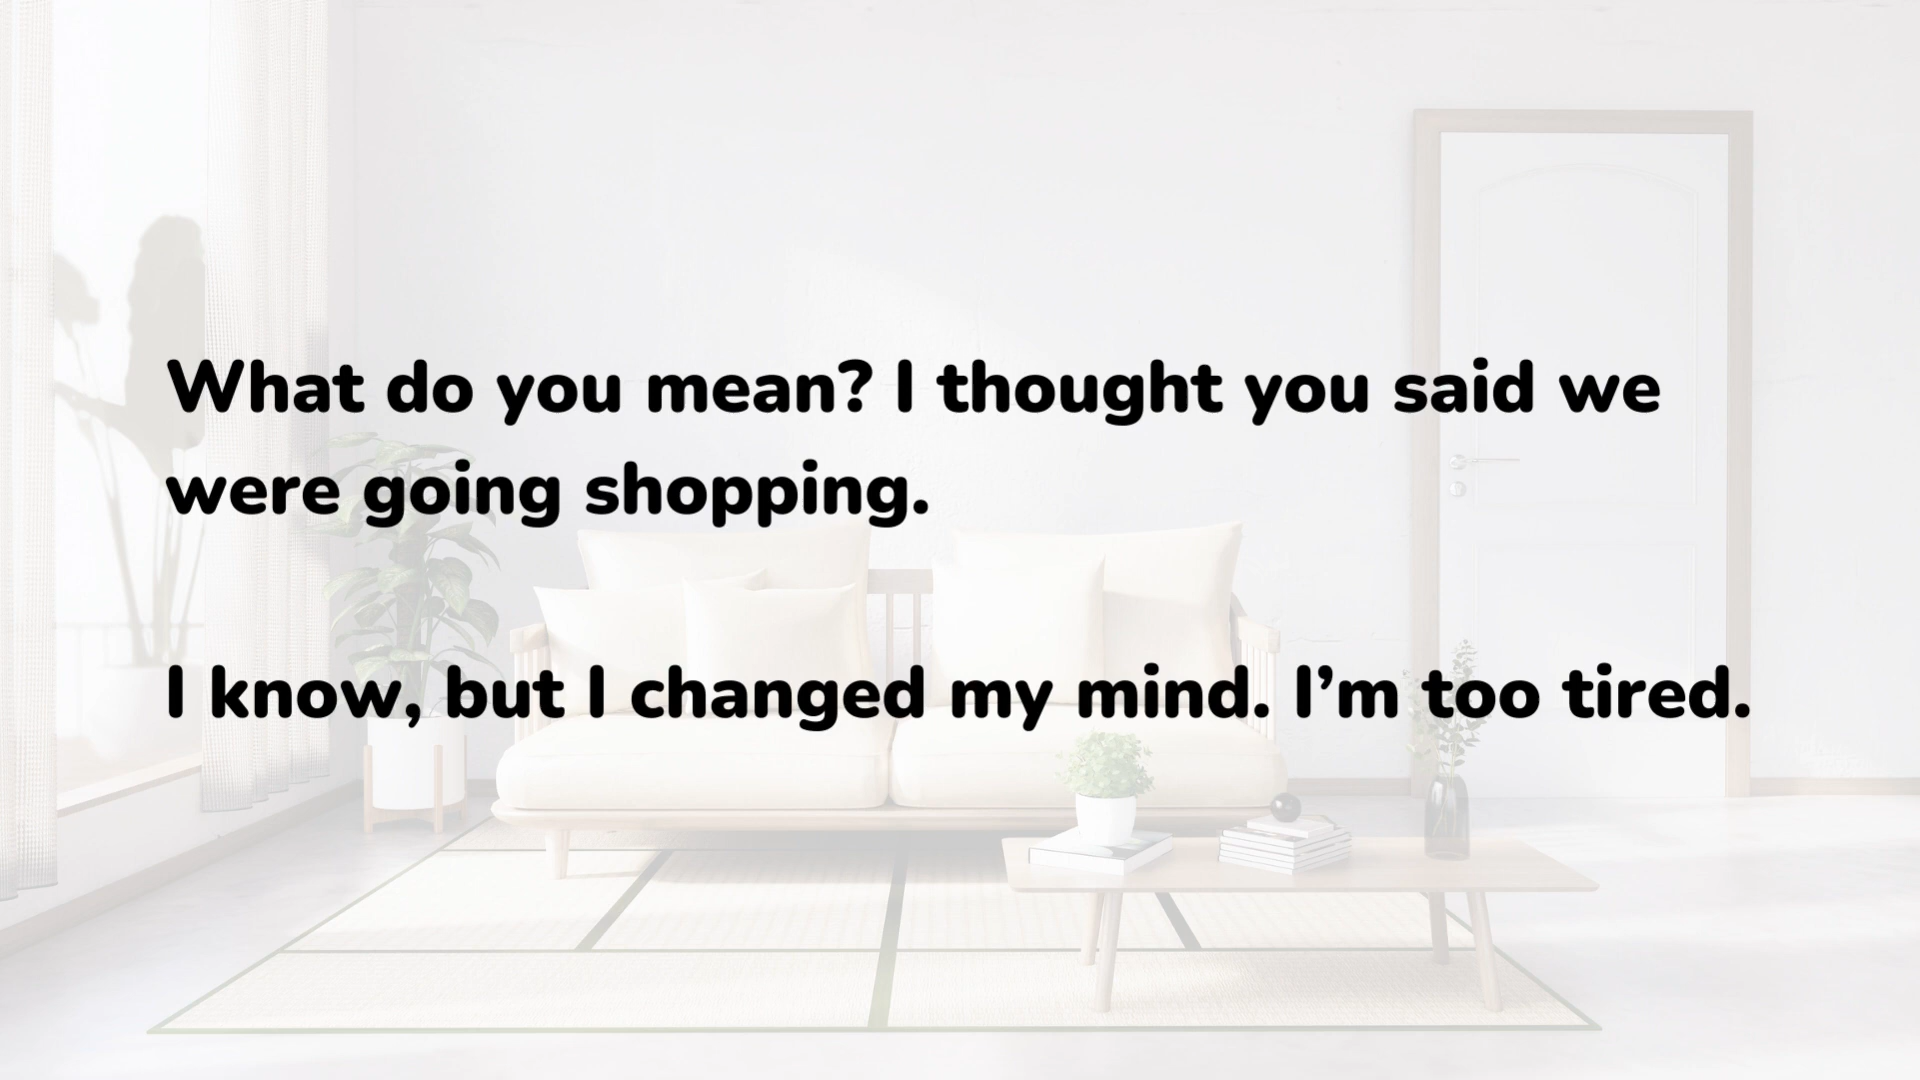 What do you mean? I thought you said we
were going shopping.
I know, but I changed my mind. I’m too tired.